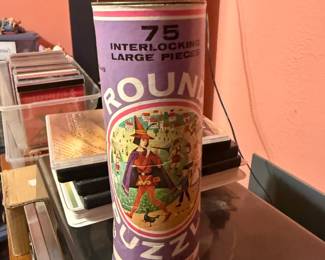 75
INTERLOCKING
LARGE PIECES
ROUND
PUZZLE